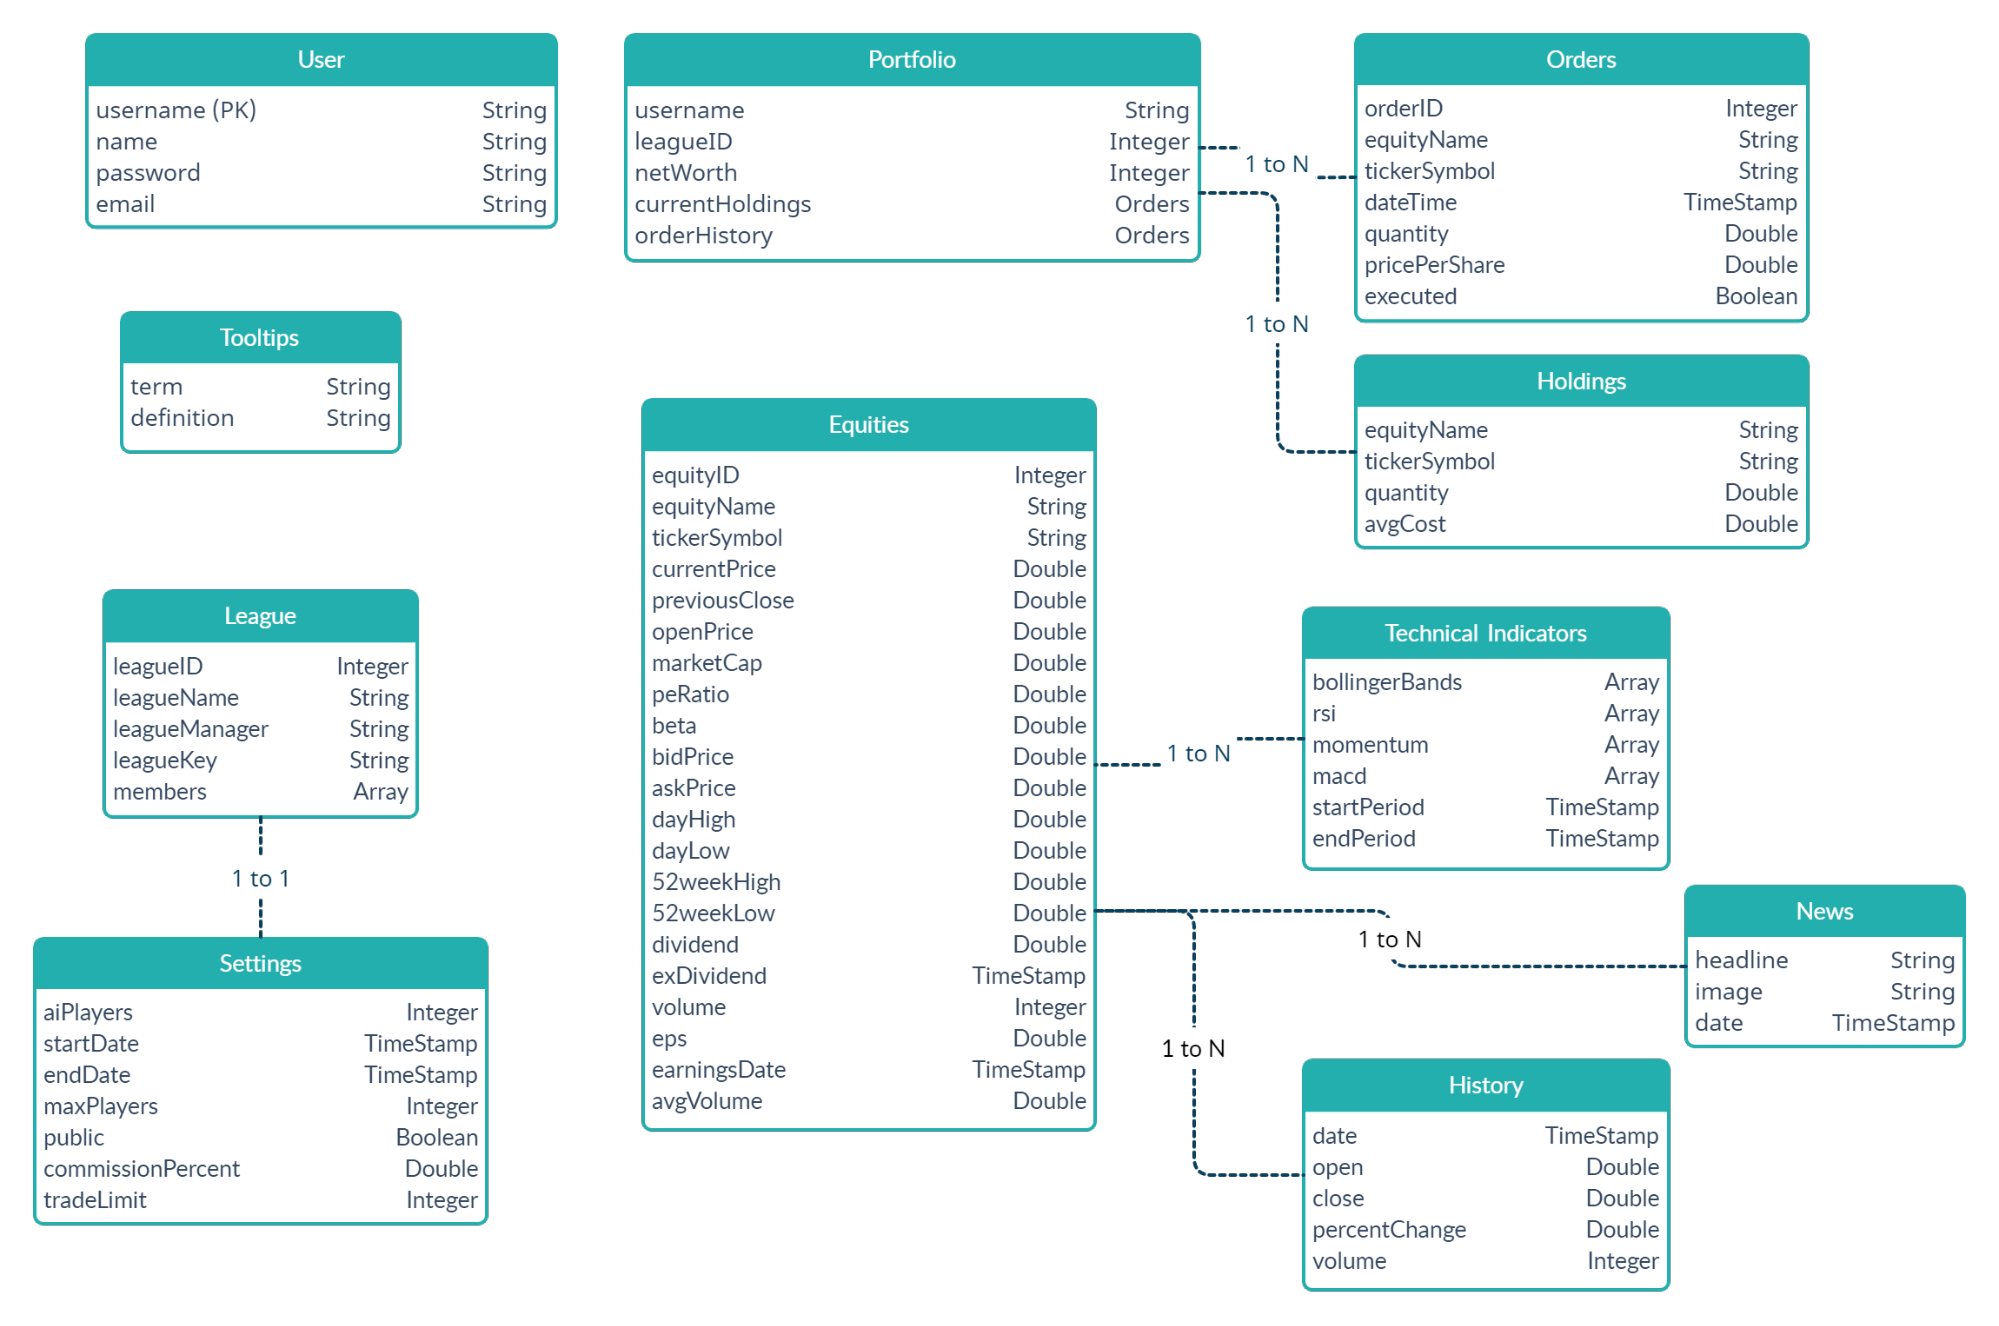 User
username (PK) String
name String
password String
email String
Portfolio
username String
leagueID Integer
netWorth Integer
currentHoldings Orders
orderHistory Orders
1 to N
1 to N
Orders
orderID Integer
equityName String
tickerSymbol String
dateTime TimeStamp
quantity Double
pricePerShare Double
executed Boolean
Tooltips
term String
definition String
Holdings
equityName String
tickerSymbol String
quantity Double
avgCost Double
Equities
equityID Integer
equityName String
tickerSymbol String
currentPrice Double
previousClose Double
openPrice Double
marketCap Double
peRatio Double
beta Double
bidPrice Double
askPrice Double
dayHigh Double
dayLow Double
52weekHigh Double
52weekLow Double
dividend Double
exDividend TimeStamp
volume Integer
eps Double
earningsDate TimeStamp
avgVolume Double
League
leagueID Integer
leagueName String
leagueManager String
leagueKey String
members Array
1 to 1
Settings
aiPlayers Integer
startDate TimeStamp
endDate TimeStamp
maxPlayers Integer
public Boolean
commissionPercent Double
tradeLimit Integer
1 to N
Technical Indicators
bollingerBands Array
rsi Array
momentum Array
macd Array
startPeriod TimeStamp
endPeriod TimeStamp
1 to N
News
headline String
image String
date TimeStamp
1 to N
History
date TimeStamp
open Double
close Double
percentChange Double
volume Integer